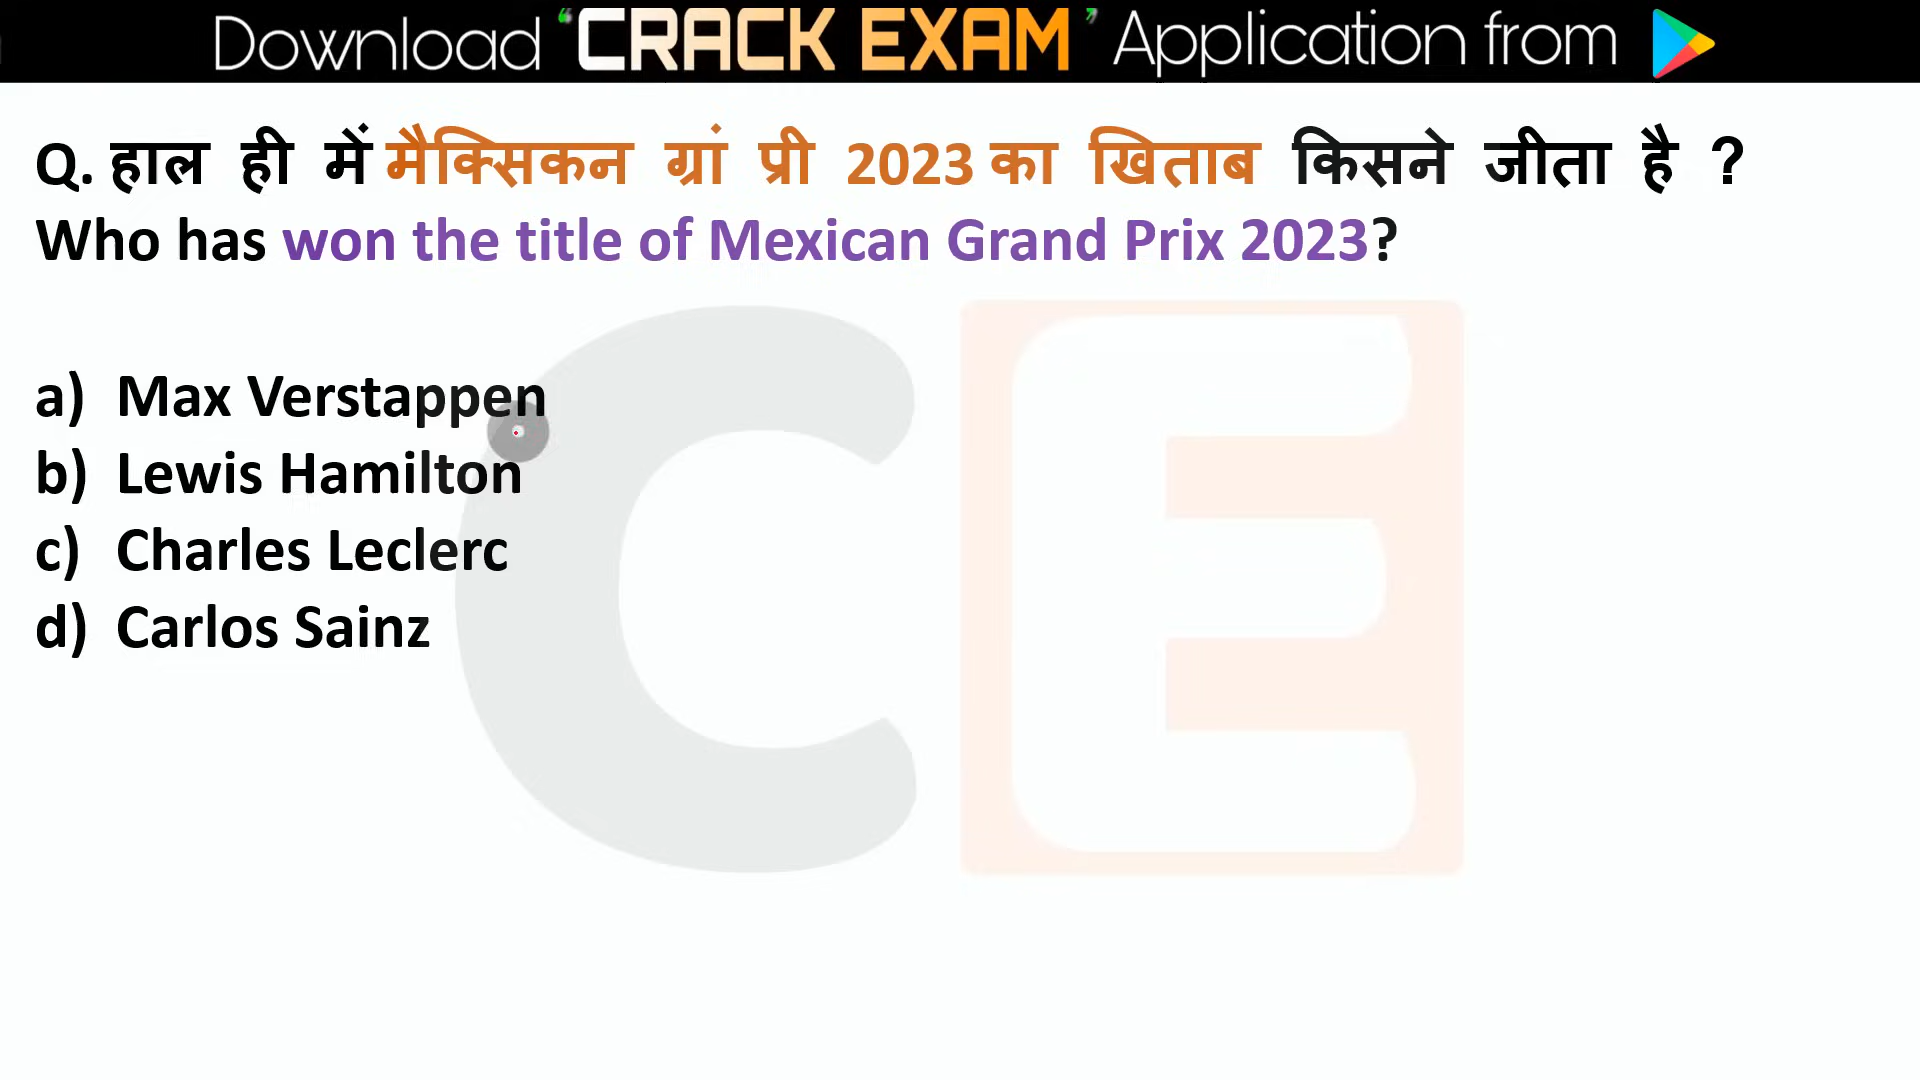 Download ‘CRACK EXAM’ Application from
Q. हाल ही में मैक्सिकन ग्रां प्री 2023 का खिताब किसने जीता है ?
Who has won the title of Mexican Grand Prix 2023?
a) Max Verstappen
b) Lewis Hamilton
c) Charles Leclerc
d) Carlos Sainz
CE